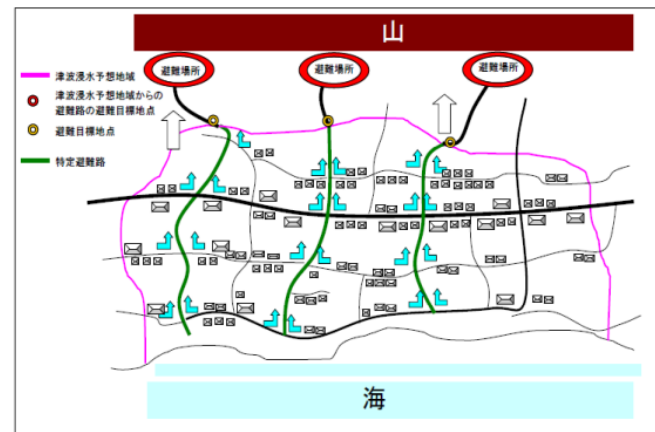 山
避難場所
避難場所
避難場所
津波浸水予想地域
津波浸水予想地域からの
避難路の避難目標地点
避難目標地点
特定避難路
海